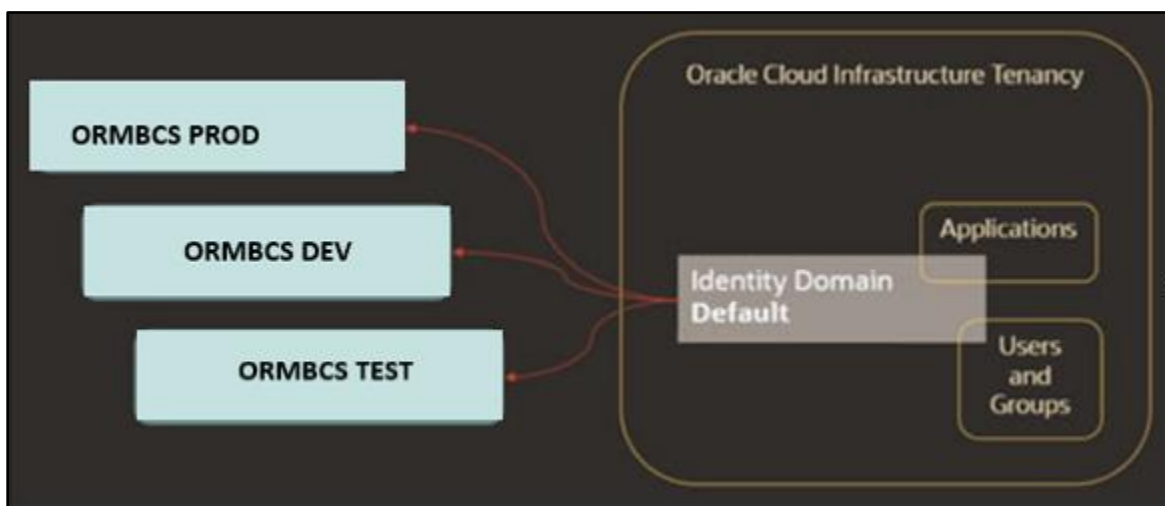 Oracle Cloud Infrastructure Tenancy
ORMBCS PROD
ORMBCS DEV
ORMBCS TEST
Applications
Identity Domain
Default
Users
and
Groups